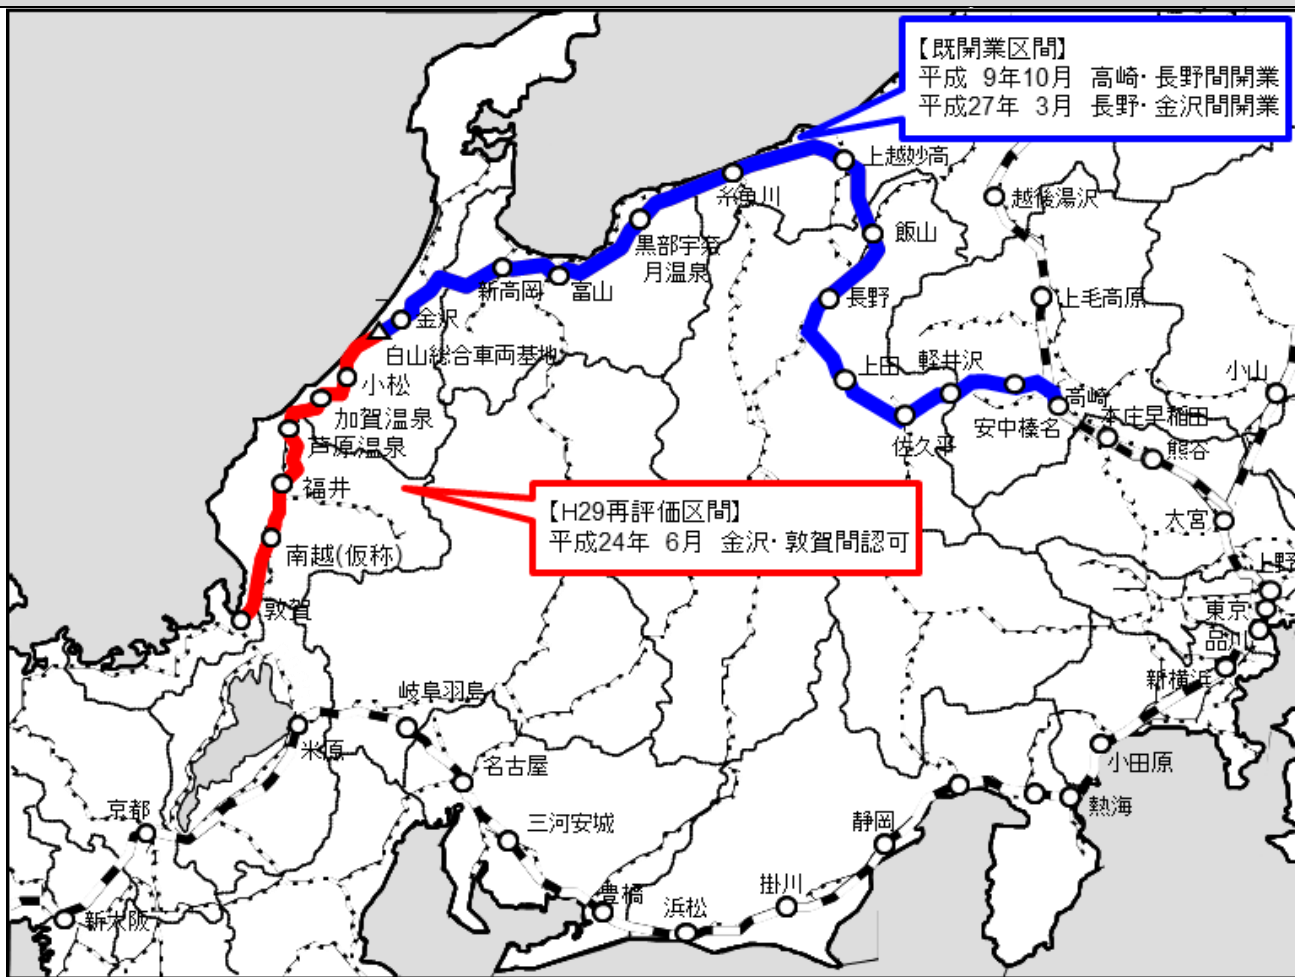 【既開業区間】
平成 9年10月 高崎・長野間開業
平成27年 3月 長野・金沢間開業
上越妙高
糸魚川
越後湯沢
飯山
黒部宇奈
月温泉
新高岡
富山
長野
上毛高原
金沢
白山総合車両基地
小松
上田
軽井沢
小山
高崎
加賀温泉
安中榛名
本庄早稲田
佐久平
芦原温泉
熊谷
福井
【H29再評価区間】
平成24年 6月 金沢・敦賀間認可
大宮
南越(仮称)
上野
敦賀
東京
品川
新横浜
岐阜羽島
米原
名古屋
小田原
京都
三河安城
静岡
熱海
掛川
豊橋
浜松
新大阪